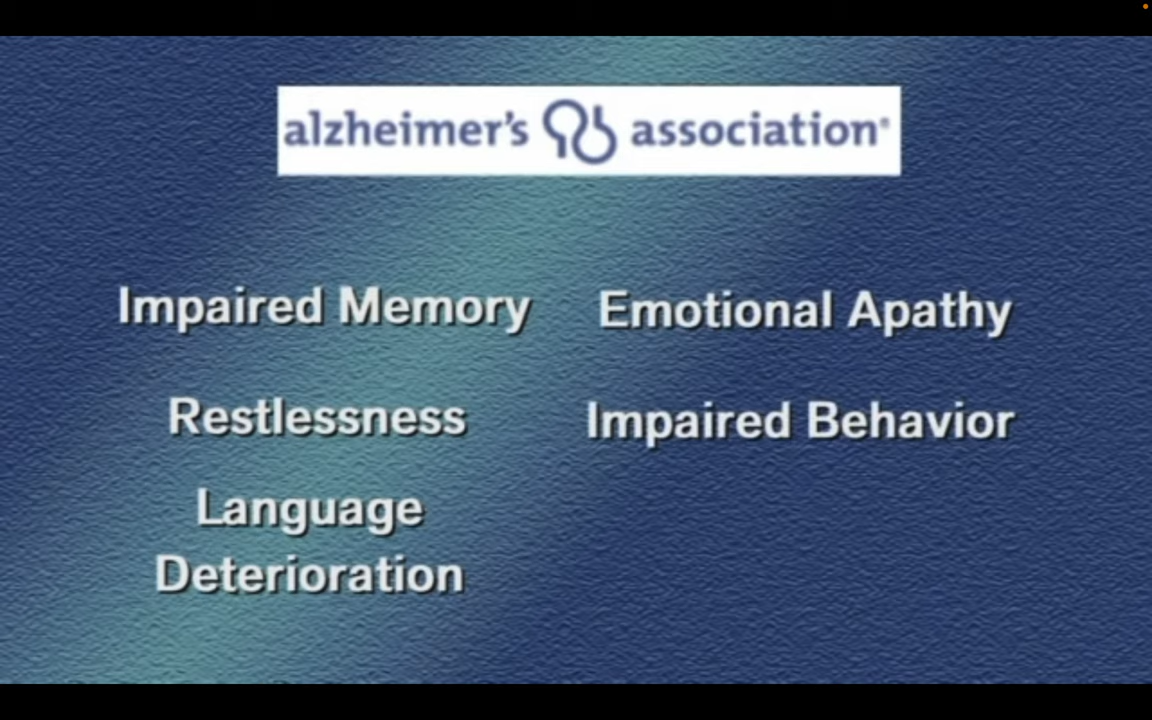 alzheimer's association®
Impaired Memory
Emotional Apathy
Restlessness
Impaired Behavior
Language
Deterioration